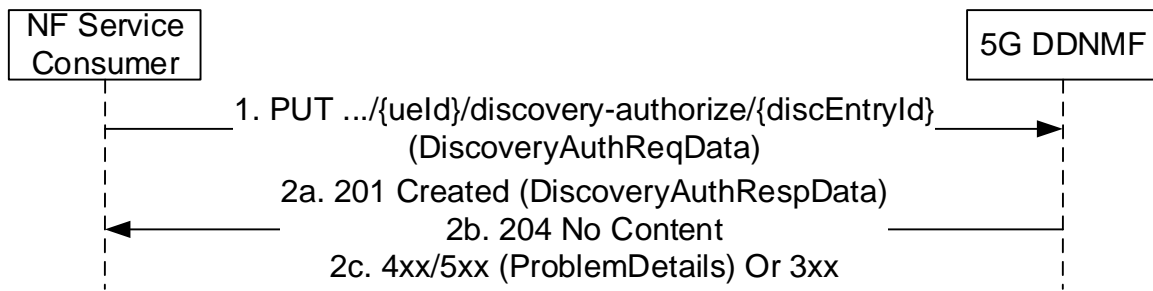 NF Service
Consumer
5G DDNMF
1. PUT .../{ueId}/discovery-authorize/{discEntryId}
(DiscoveryAuthReqData)
2a. 201 Created (DiscoveryAuthRespData)
2b. 204 No Content
2c. 4xx/5xx (ProblemDetails) Or 3xx